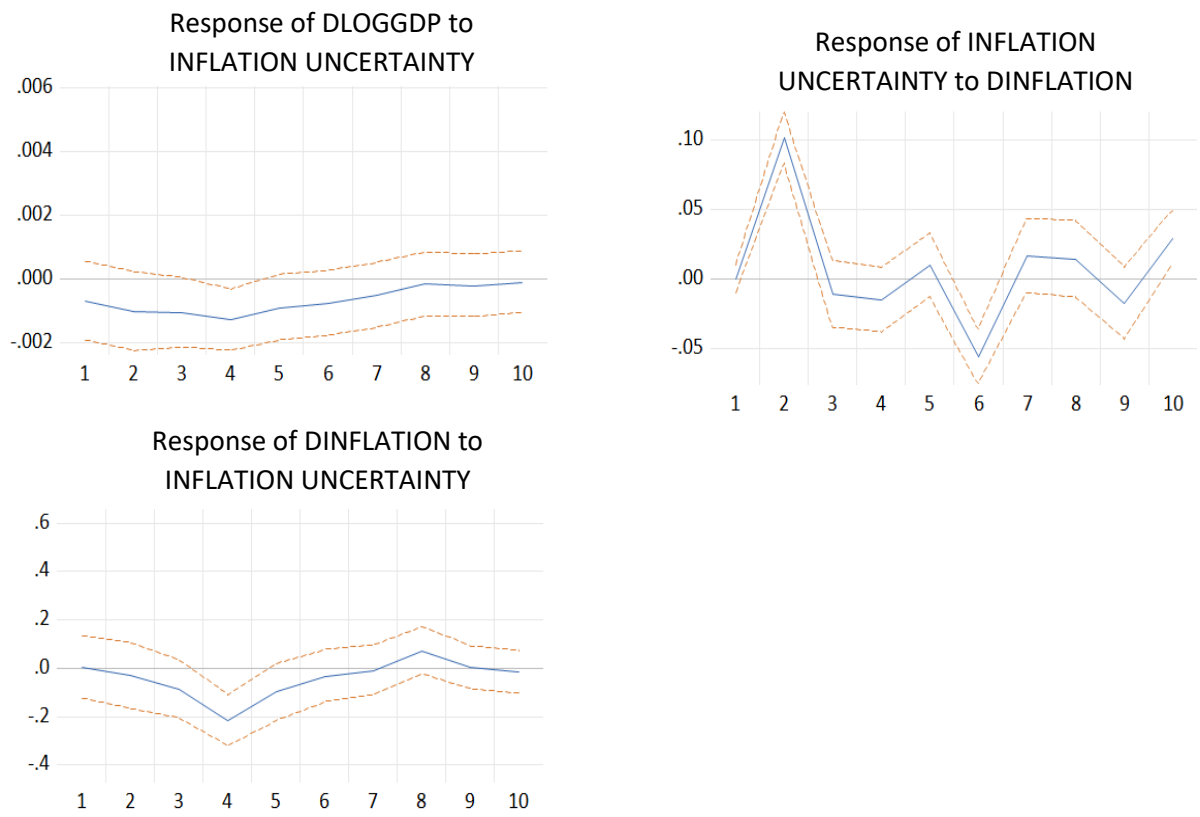 Response of DLOGGDP to
INFLATION UNCERTAINTY
.006
.004
.002
.000
-.002
1 2 3 4 5 6 7 8 9 10
Response of INFLATION
UNCERTAINTY to DINFLATION
.10
.05
.00
-.05
1 2 3 4 5 6 7 8 9 10
Response of DINFLATION to
INFLATION UNCERTAINTY
.6
.4
.2
.0
-.2
-.4
1 2 3 4 5 6 7 8 9 10